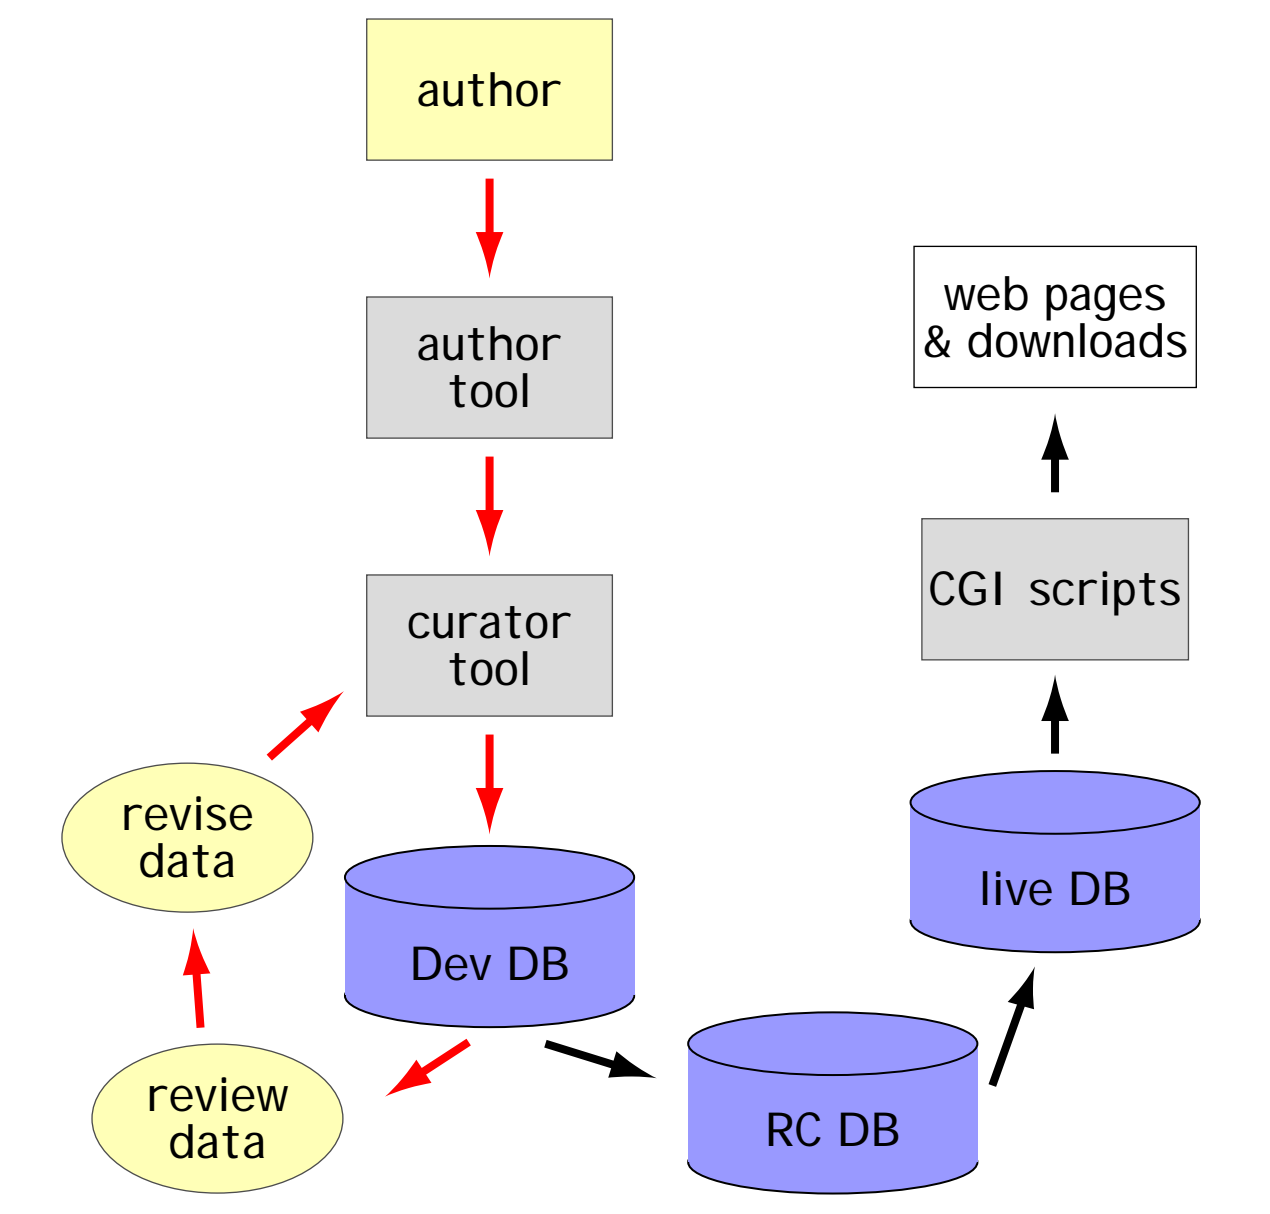 author
author
tool
web pages
& downloads
curator
tool
CGI scripts
revise
data
Dev DB
live DB
review
data
RC DB